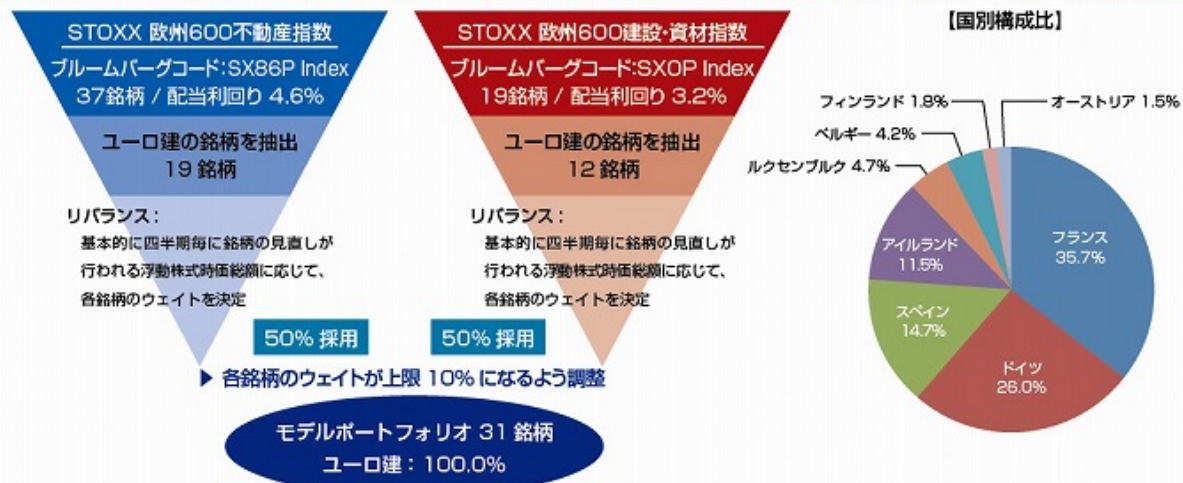 STOXX 欧州600不動産指数
ブルームバーグコード:SX86P Index
37銘柄 / 配当利回り 4.6%
ユーロ建の銘柄を抽出
19 銘柄
リバランス：
基本的に四半期毎に銘柄の見直しが
行われる浮動株式時価総額に応じて、
各銘柄のウェイトを決定
50% 採用
STOXX 欧州600建設・資材指数
ブルームバーグコード:SX0P Index
19銘柄 / 配当利回り 3.2%
ユーロ建の銘柄を抽出
12 銘柄
リバランス：
基本的に四半期毎に銘柄の見直しが
行われる浮動株式時価総額に応じて、
各銘柄のウェイトを決定
50% 採用
▶ 各銘柄のウェイトが上限 10% になるよう調整
モデルポートフォリオ 31 銘柄
ユーロ建：100.0%
【国別構成比】
フィンランド 1.8%
オーストリア 1.5%
ベルギー 4.2%
ルクセンブルク 4.7%
アイルランド
11.5%
フランス
35.7%
スペイン
14.7%
ドイツ
26.0%